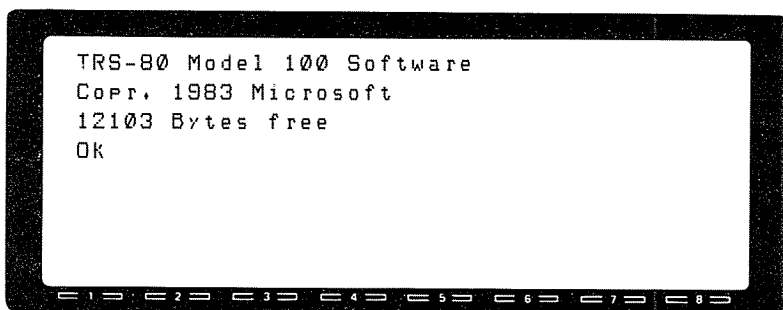 TRS-80 Model 100 Software
Copr. 1983 Microsoft
12103 Bytes free
OK
1 2 3 4 5 6 7 8